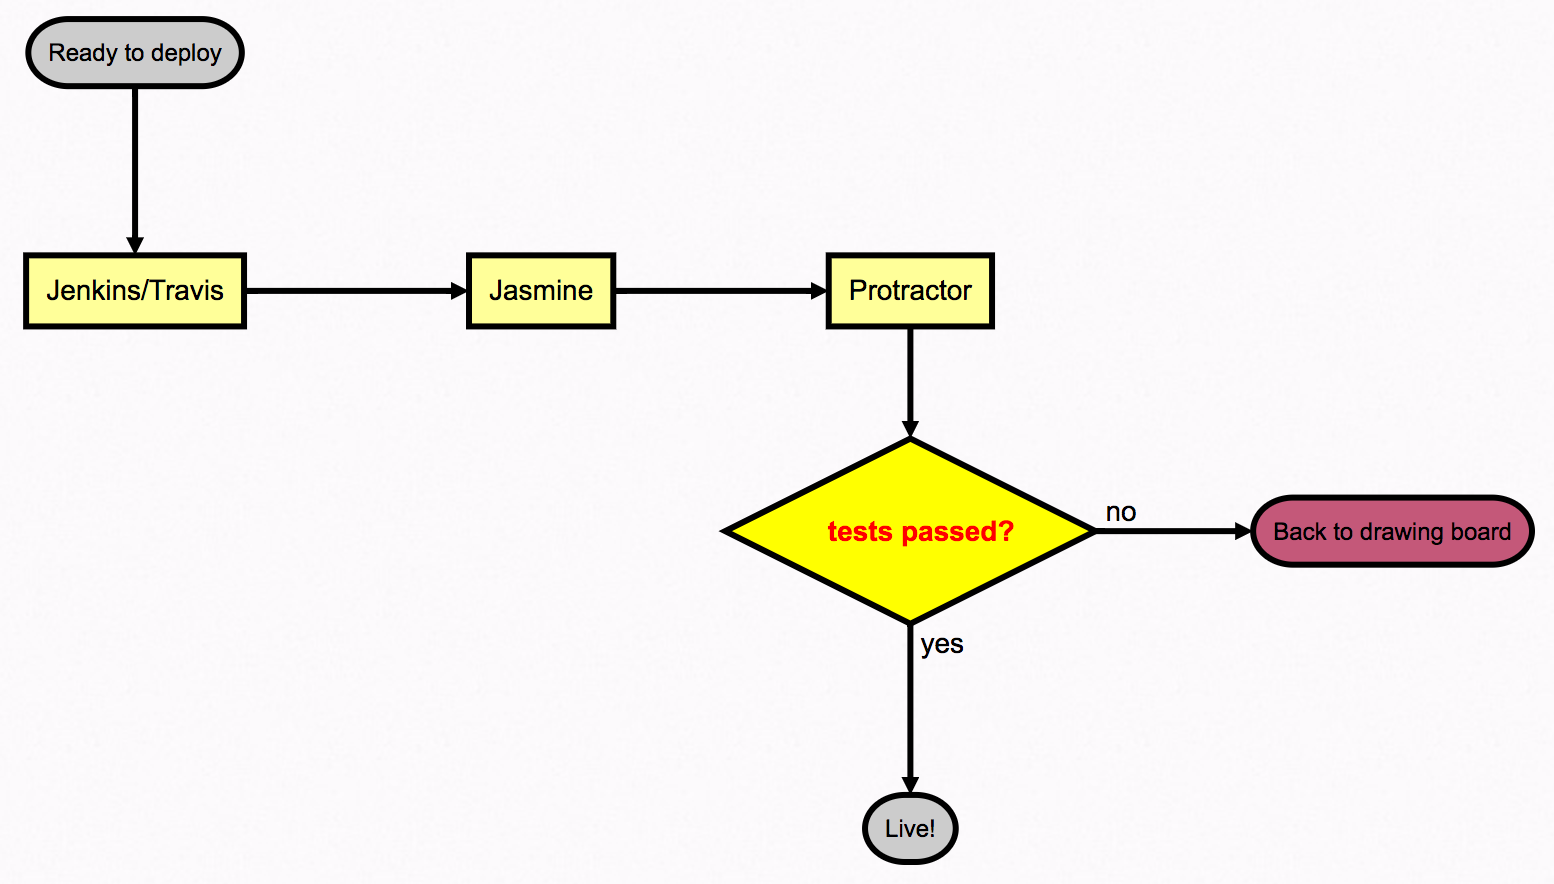 Ready to deploy
Jenkins/Travis
Jasmine
Protractor
tests passed?
no
Back to drawing board
yes
Live!